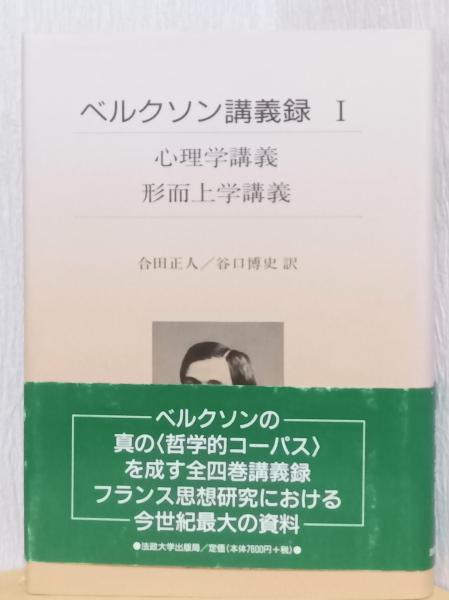 ベルクソン講義録 I
心理学講義
形而上学講義
合田正人／谷口博史 訳
ベルクソンの
真の〈哲学的コーパス〉
を成す全四巻講義録
フランス思想研究における
今世紀最大の資料
●法政大学出版局／定価(本体7600円＋税)●